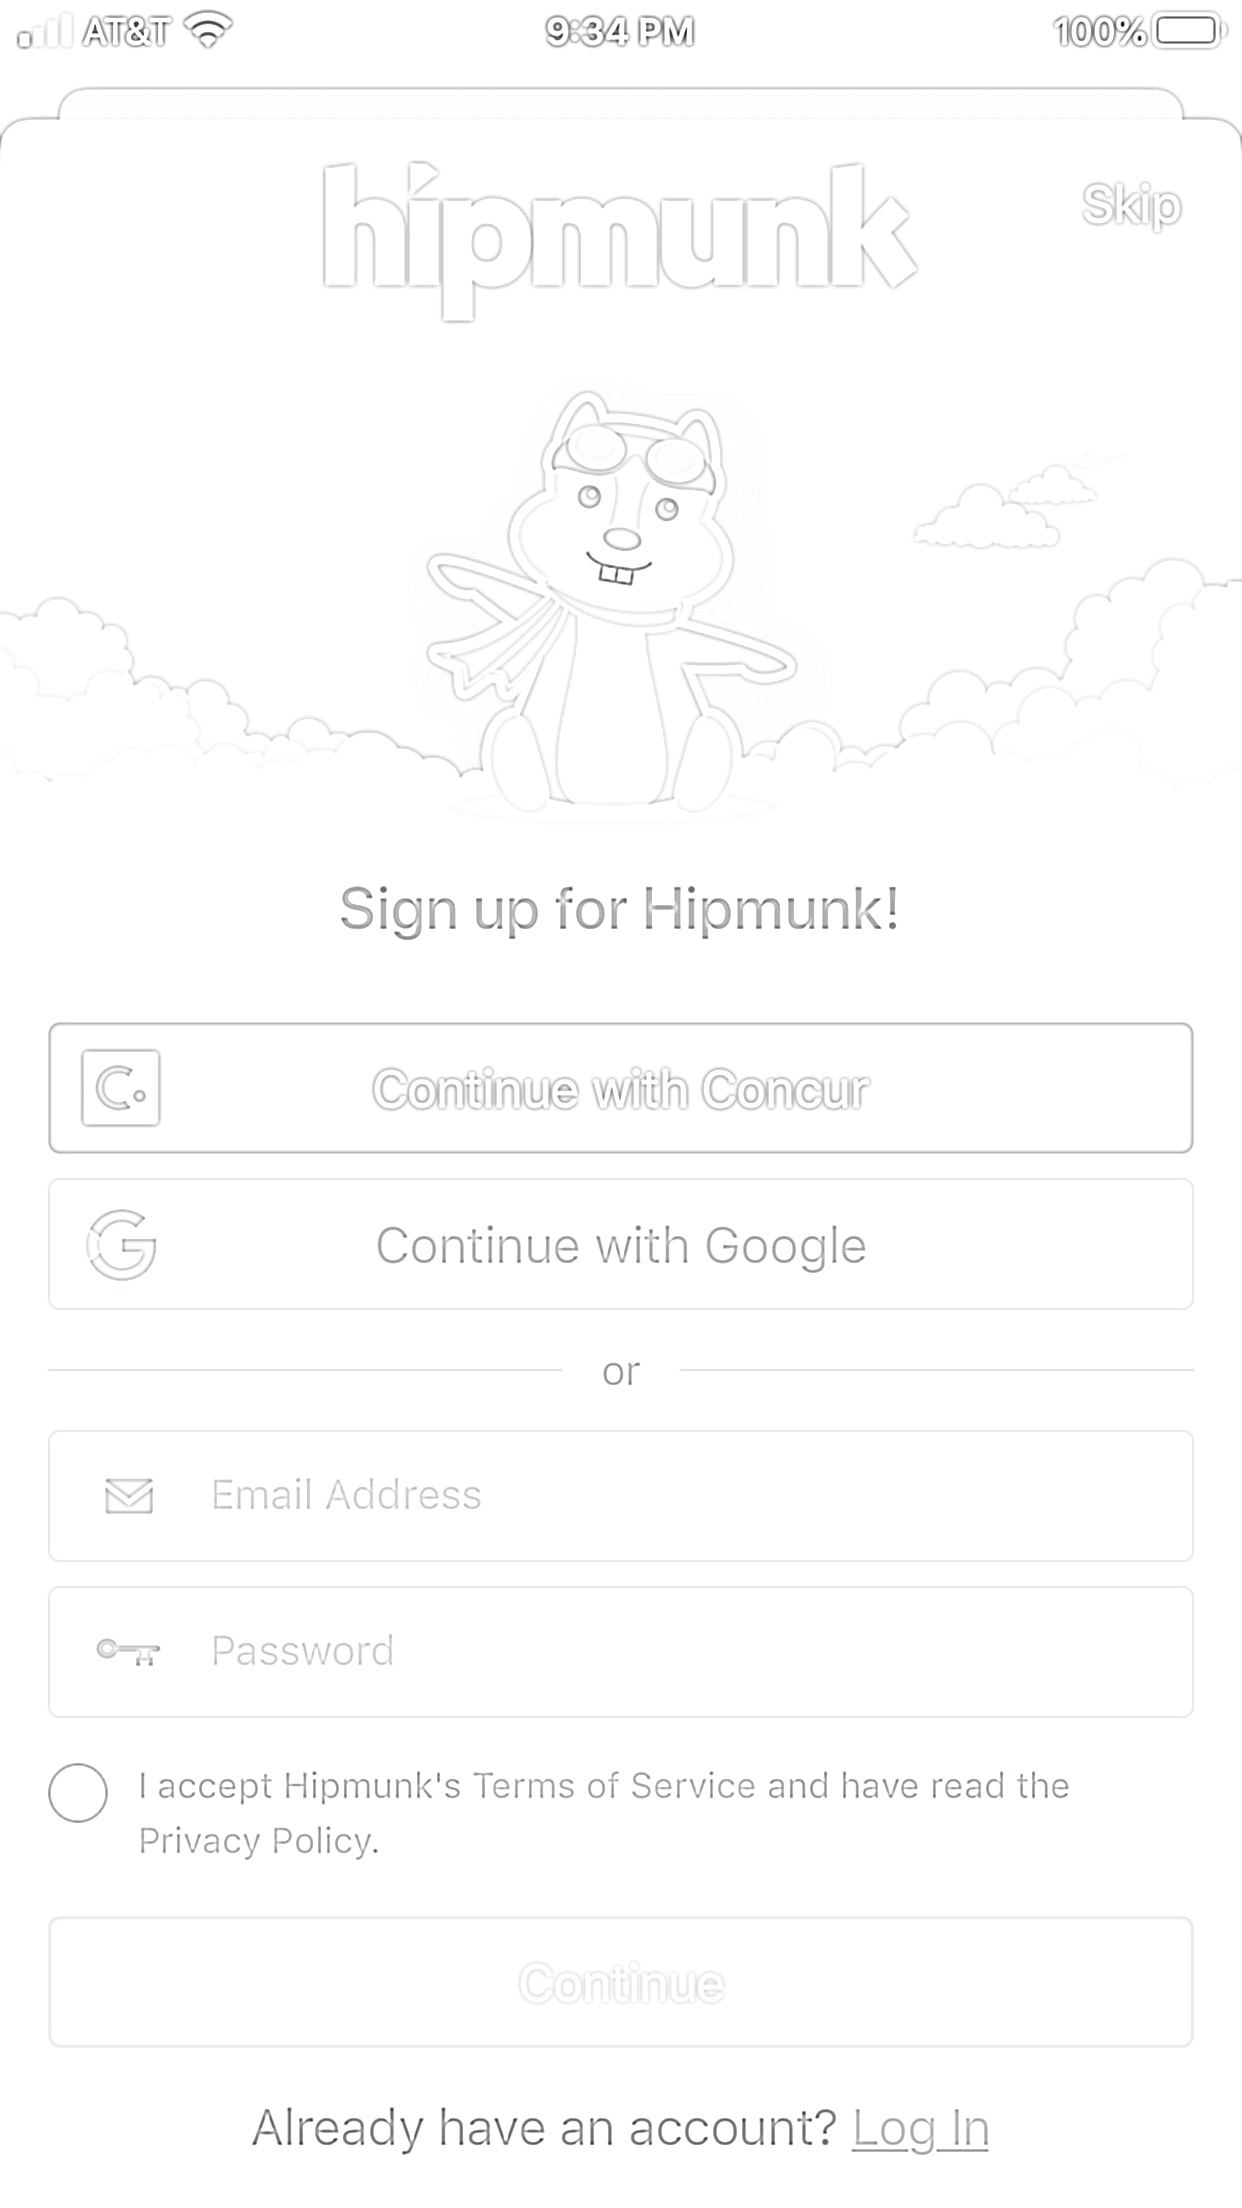 AT&T 9:34 PM 100%
hipmunk
Skip
Sign up for Hipmunk!
Continue with Concur
Continue with Google
or
Email Address
Password
I accept Hipmunk's Terms of Service and have read the
Privacy Policy.
Continue
Already have an account? Log In